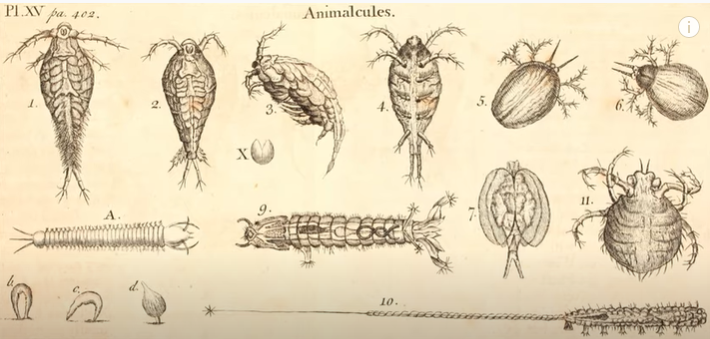 Pl.XV pa. 402.
Animalcules.
1.
2.
3.
4.
5.
6.
X
A.
9.
7.
11.
b.
c.
d.
10.